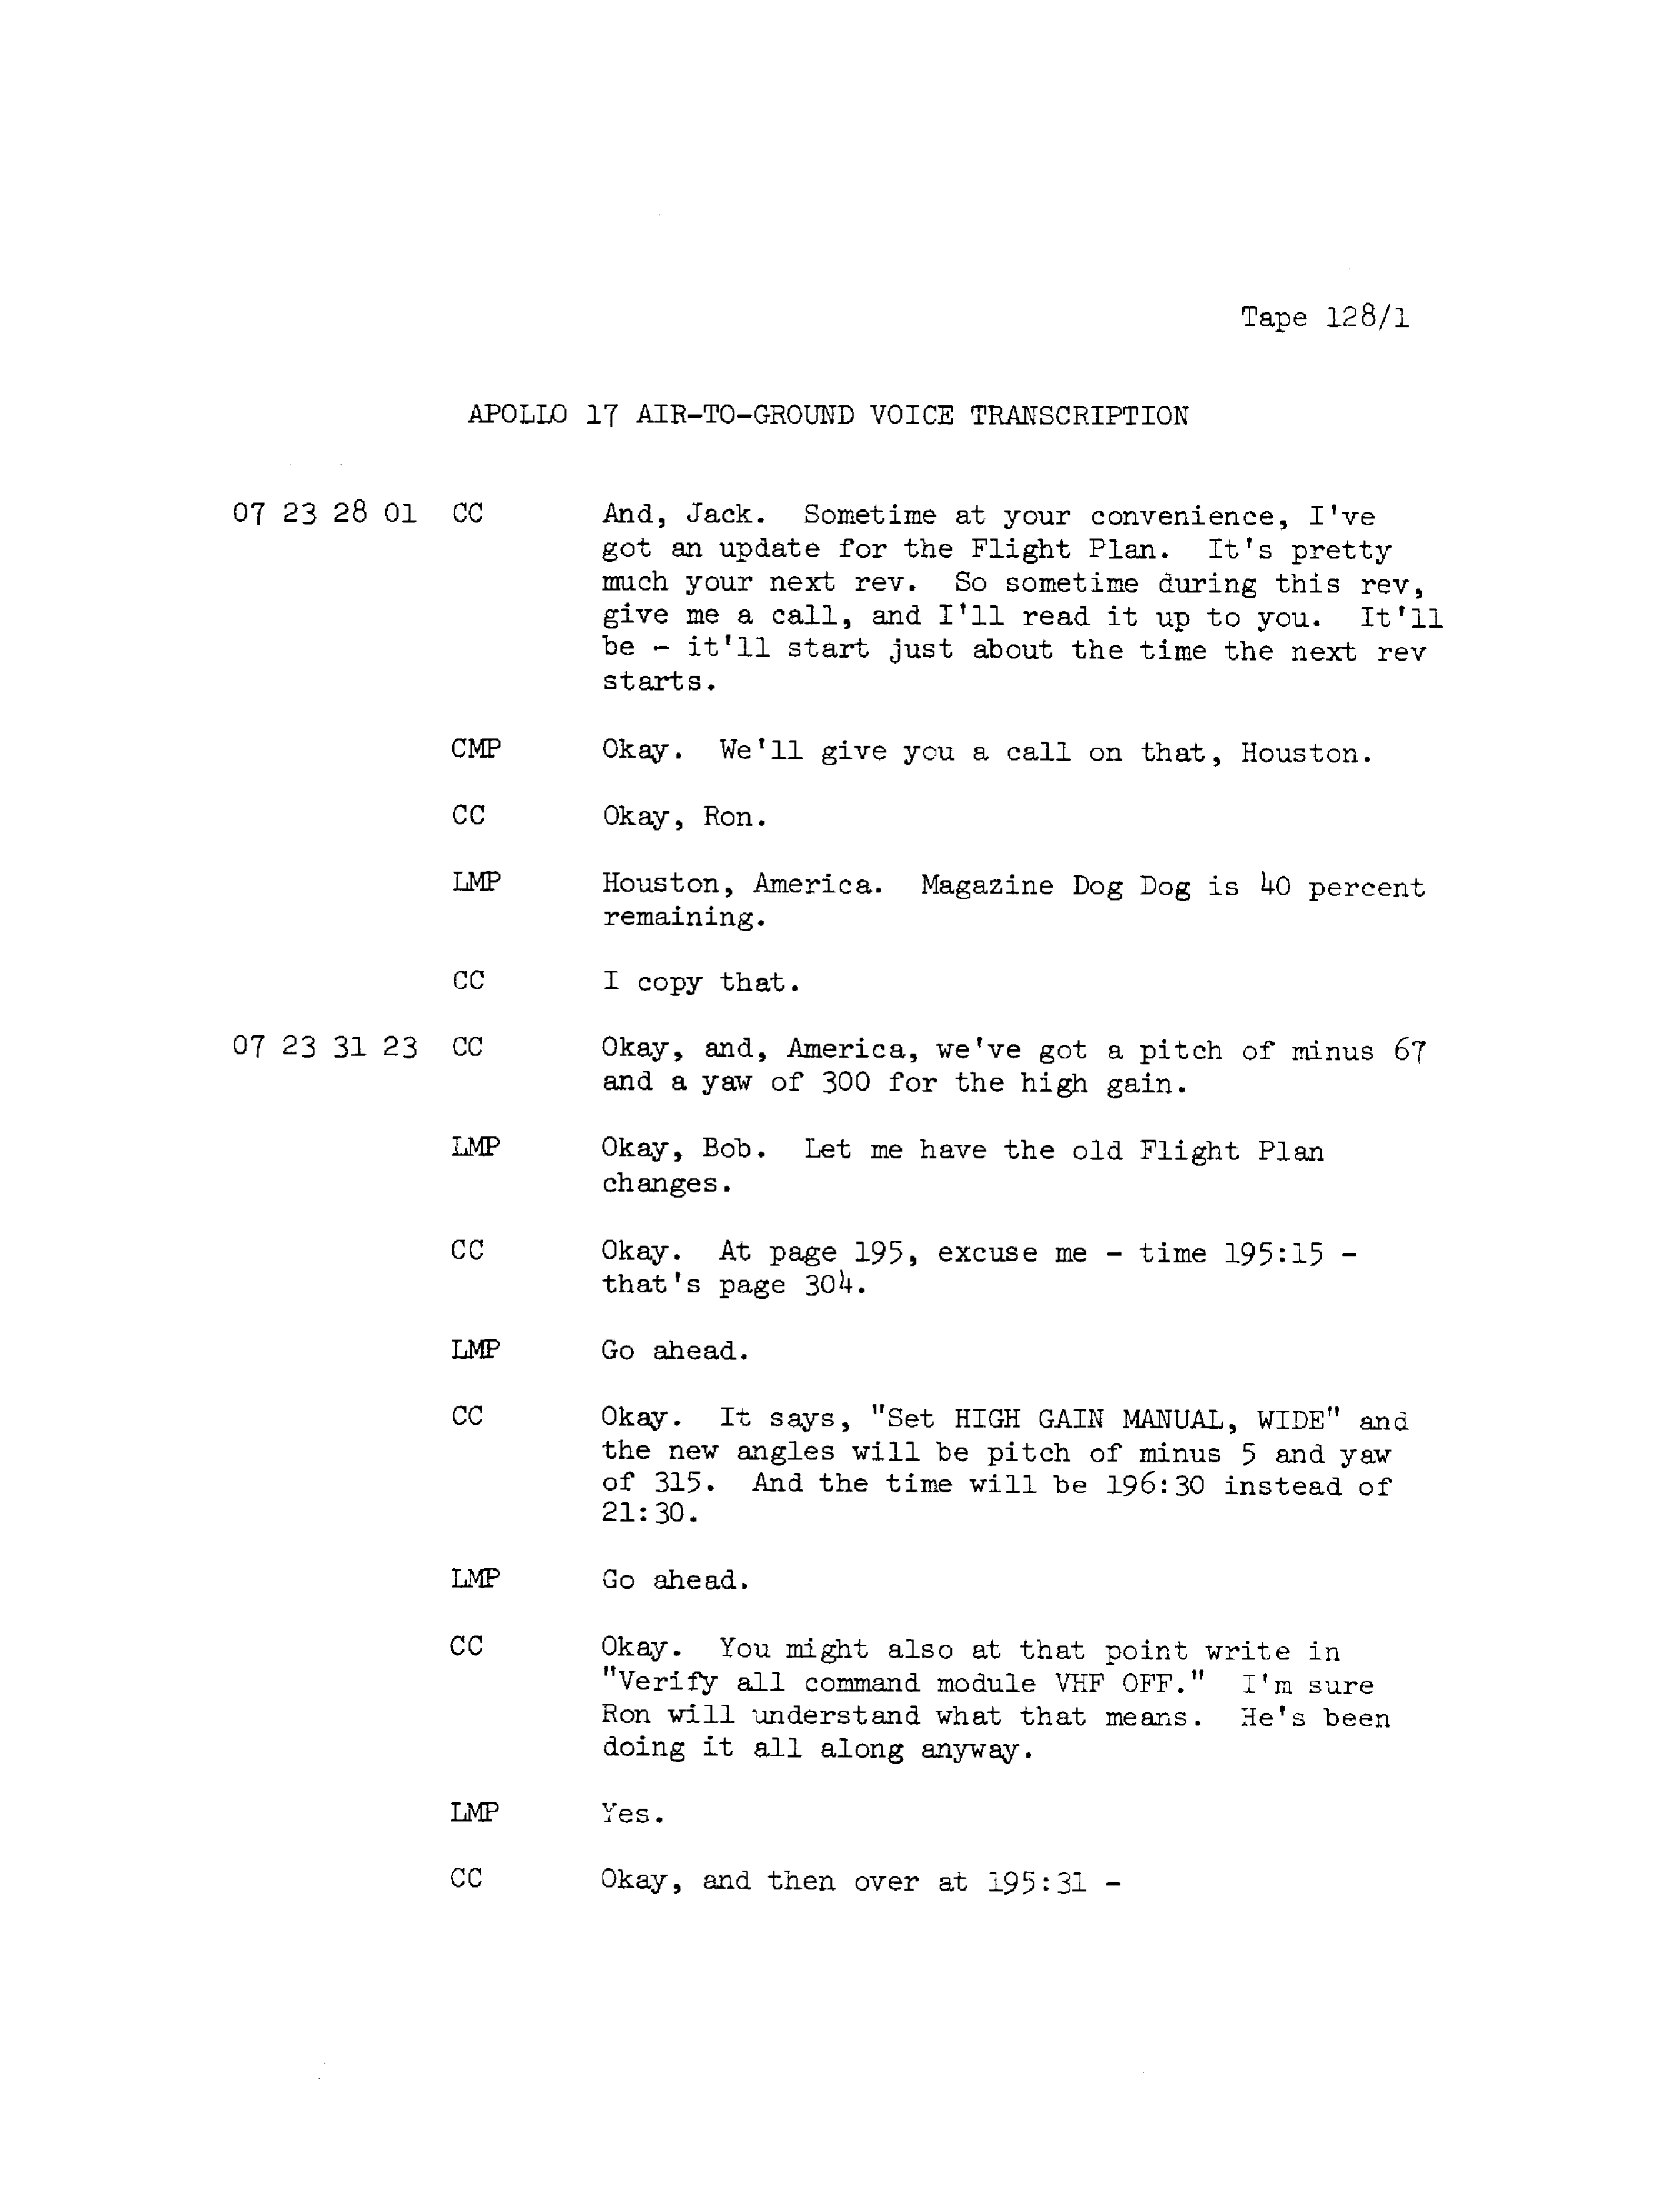 Tape 128/1
APOLLO 17 AIR-TO-GROUND VOICE TRANSCRIPTION
07 23 28 01 CC And, Jack. Sometime at your convenience, I've
got an update for the Flight Plan. It's pretty
much your next rev. So sometime during this rev,
give me a call, and I'll read it up to you. It'll
be - it'll start just about the time the next rev
starts.
CMP Okay. We'll give you a call on that, Houston.
CC Okay, Ron.
LMP Houston, America. Magazine Dog Dog is 40 percent
remaining.
CC I copy that.
07 23 31 23 CC Okay, and, America, we've got a pitch of minus 67
and a yaw of 300 for the high gain.
LMP Okay, Bob. Let me have the old Flight Plan
changes.
CC Okay. At page 195, excuse me - time 195:15 -
that's page 304.
LMP Go ahead.
CC Okay. It says, "Set HIGH GAIN MANUAL, WIDE" and
the new angles will be pitch of minus 5 and yaw
of 315. And the time will be 196:30 instead of
21:30.
LMP Go ahead.
CC Okay. You might also at that point write in
"Verify all command module VHF OFF." I'm sure
Ron will understand what that means. He's been
doing it all along anyway.
LMP Yes.
CC Okay, and then over at 195:31 -